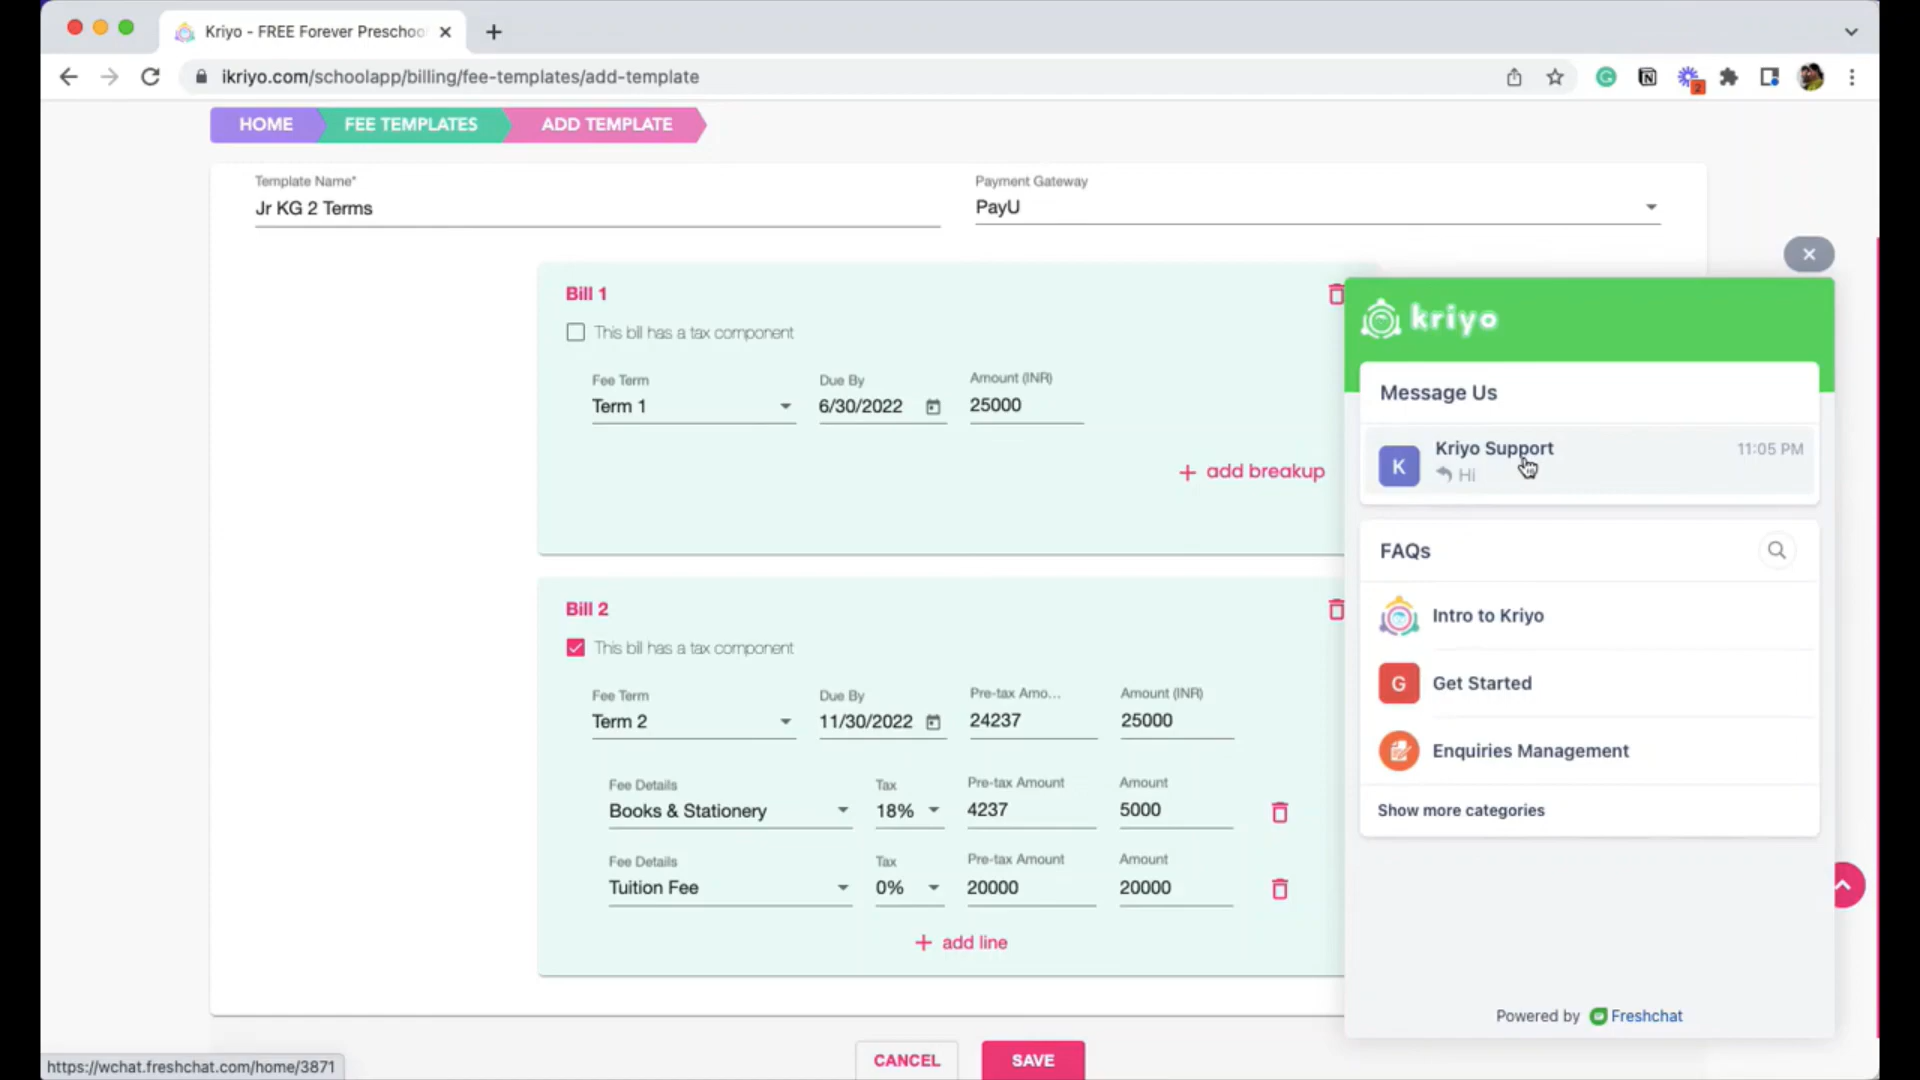 Kriyo - FREE Forever Preschoo
ikriyo.com/schoolapp/billing/fee-templates/add-template
2
HOME
FEE TEMPLATES
ADD TEMPLATE
Template Name*
Jr KG 2 Terms
Payment Gateway
PayU
Bill 1
This bill has a tax component
Fee Term
Term 1
Due By
6/30/2022
Amount (INR)
25000
+ add breakup
Bill 2
This bill has a tax component
Fee Term
Term 2
Due By
11/30/2022
Pre-tax Amo...
24237
Amount (INR)
25000
Fee Details
Books & Stationery
Tax
18%
Pre-tax Amount
4237
Amount
5000
Fee Details
Tuition Fee
Tax
0%
Pre-tax Amount
20000
Amount
20000
+ add line
CANCEL
SAVE
kriyo
Message Us
K
Kriyo Support
11:05 PM
Hi
FAQs
Intro to Kriyo
G
Get Started
Enquiries Management
Show more categories
Powered by Freshchat
https://wchat.freshchat.com/home/3871